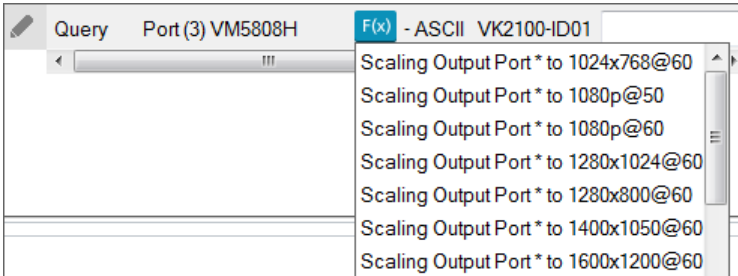 Query Port (3) VM5808H F(x) - ASCII VK2100-ID01
Scaling Output Port * to 1024x768@60
Scaling Output Port * to 1080p@50
Scaling Output Port * to 1080p@60
Scaling Output Port * to 1280x1024@60
Scaling Output Port * to 1280x800@60
Scaling Output Port * to 1400x1050@60
Scaling Output Port * to 1600x1200@60